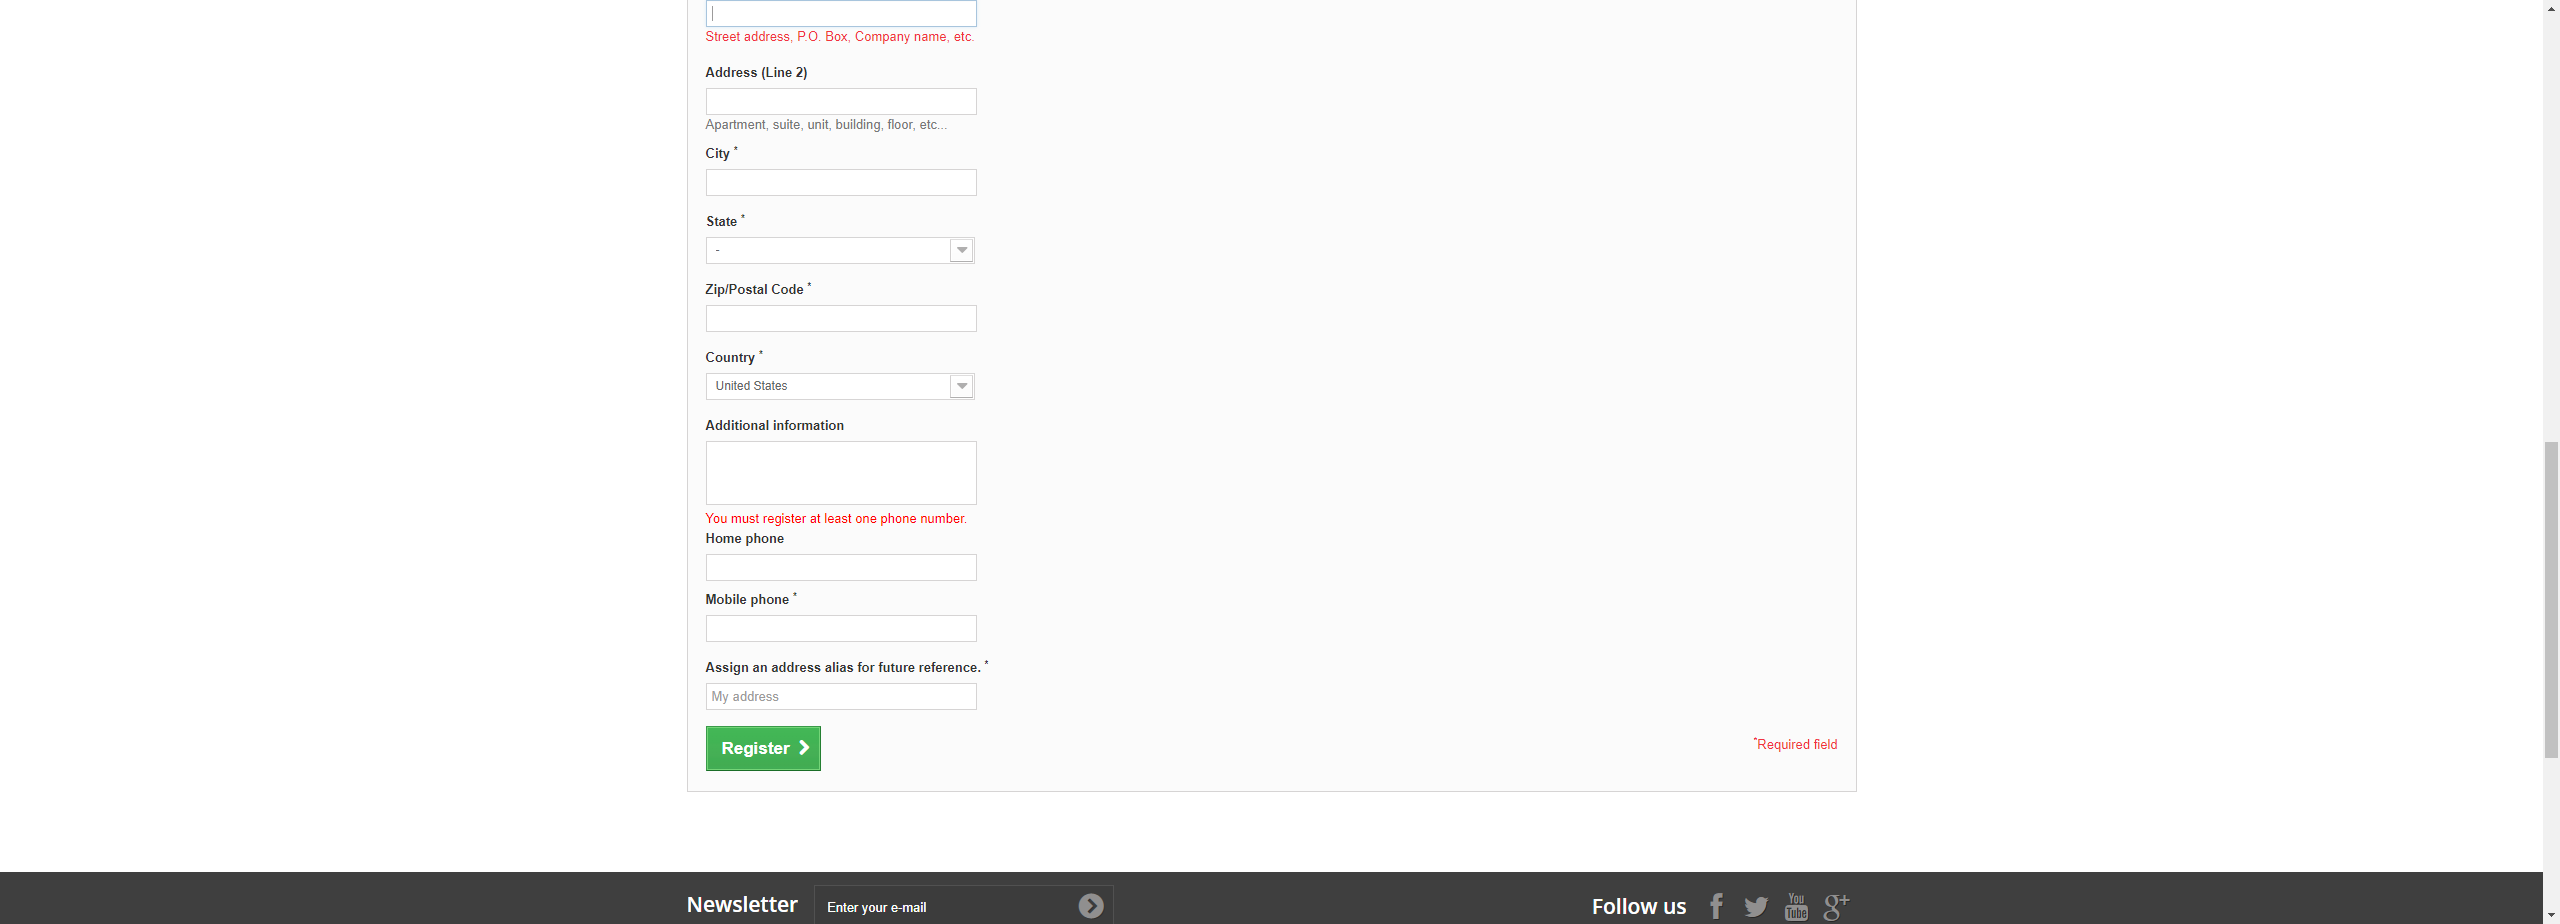 Street address, P.O. Box, Company name, etc.
Address (Line 2)
Apartment, suite, unit, building, floor, etc...
City *
State *
-
Zip/Postal Code *
Country *
United States
Additional information
You must register at least one phone number.
Home phone
Mobile phone *
Assign an address alias for future reference. *
My address
Register
*Required field
Newsletter
Enter your e-mail
Follow us
f
You
Tube
g+